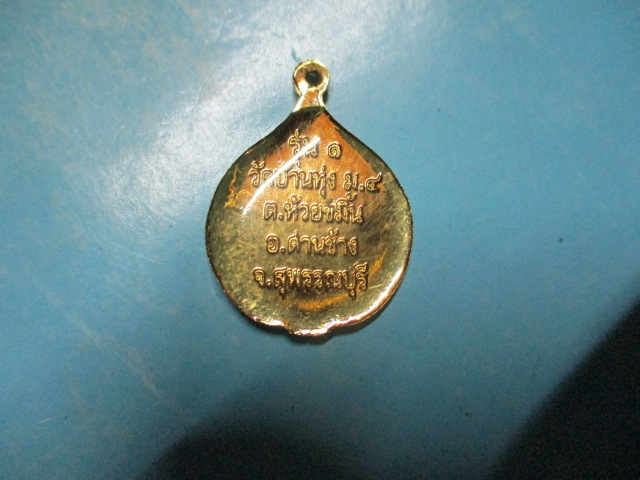 รุ่น ๑
วัดบ้านทุ่ง ม.๔
ต.ห้วยขมิ้น
อ.ด่านช้าง
จ.สุพรรณบุรี